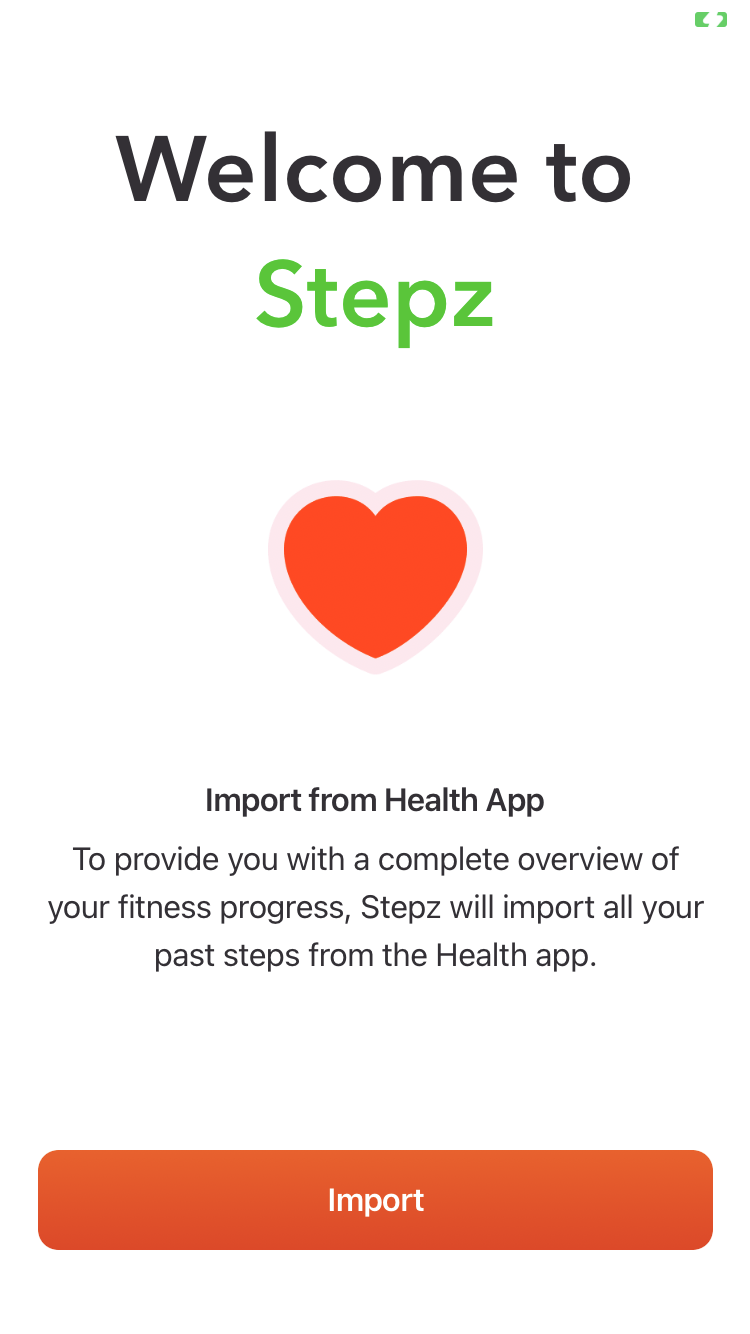 Welcome to
Stepz
Import from Health App
To provide you with a complete overview of
your fitness progress, Stepz will import all your
past steps from the Health app.
Import